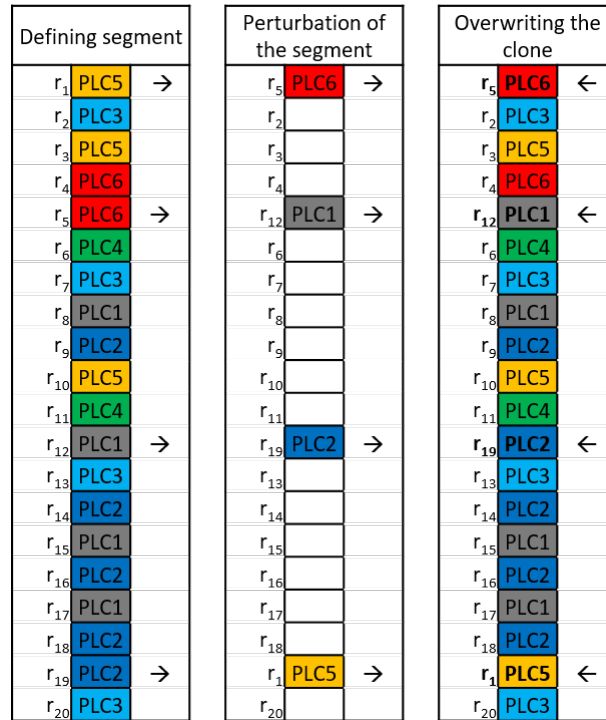 Defining segment
r1 PLC5 →
r2 PLC3
r3 PLC5
r4 PLC6
r5 PLC6 →
r6 PLC4
r7 PLC3
r8 PLC1
r9 PLC2
r10 PLC5
r11 PLC4
r12 PLC1 →
r13 PLC3
r14 PLC2
r15 PLC1
r16 PLC2
r17 PLC1
r18 PLC2
r19 PLC2 →
r20 PLC3
Perturbation of
the segment
r5 PLC6 →
r2
r3
r4
r12 PLC1 →
r6
r7
r8
r9
r10
r11
r19 PLC2 →
r13
r14
r15
r16
r17
r18
r1 PLC5 →
r20
Overwriting the
clone
r5 PLC6 ←
r2 PLC3
r3 PLC5
r4 PLC6
r12 PLC1 ←
r6 PLC4
r7 PLC3
r8 PLC1
r9 PLC2
r10 PLC5
r11 PLC4
r19 PLC2 ←
r13 PLC3
r14 PLC2
r15 PLC1
r16 PLC2
r17 PLC1
r18 PLC2
r1 PLC5 ←
r20 PLC3